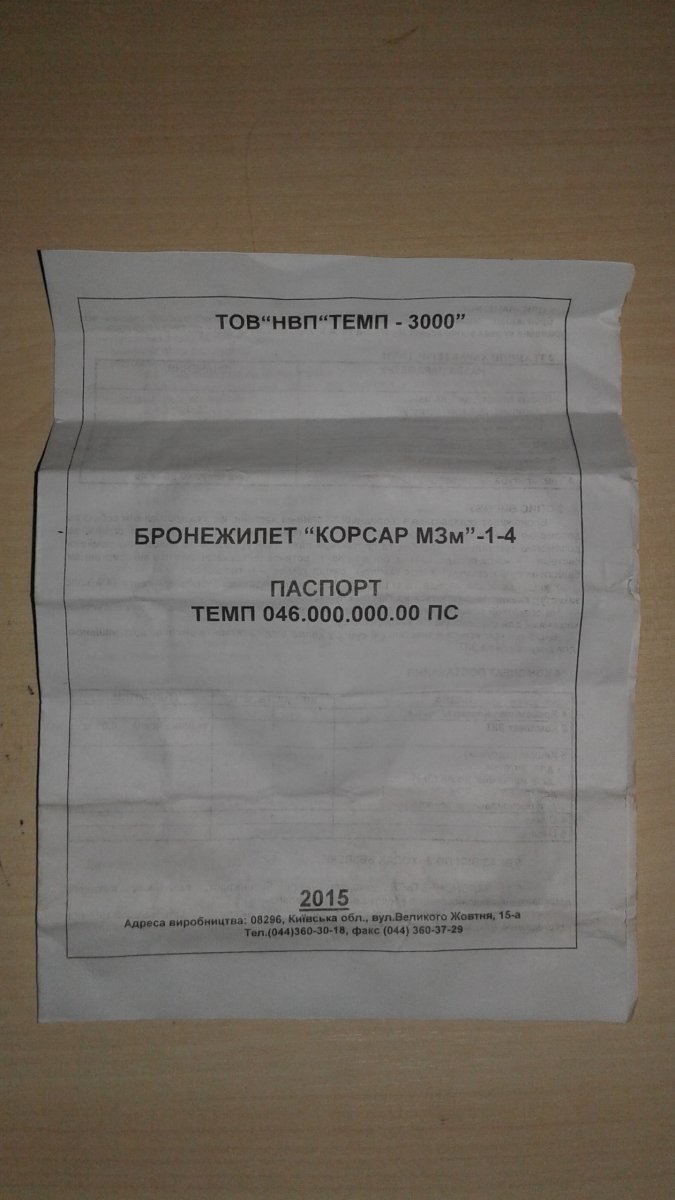 ТОВ“НВП“ТЕМП - 3000”
БРОНЕЖИЛЕТ “КОРСАР М3м”-1-4
ПАСПОРТ
ТЕМП 046.000.000.00 ПС
2015
Адреса виробництва: 08296, Київська обл., вул.Великого Жовтня, 15-а
Тел.(044)360-30-18, факс (044) 360-37-29